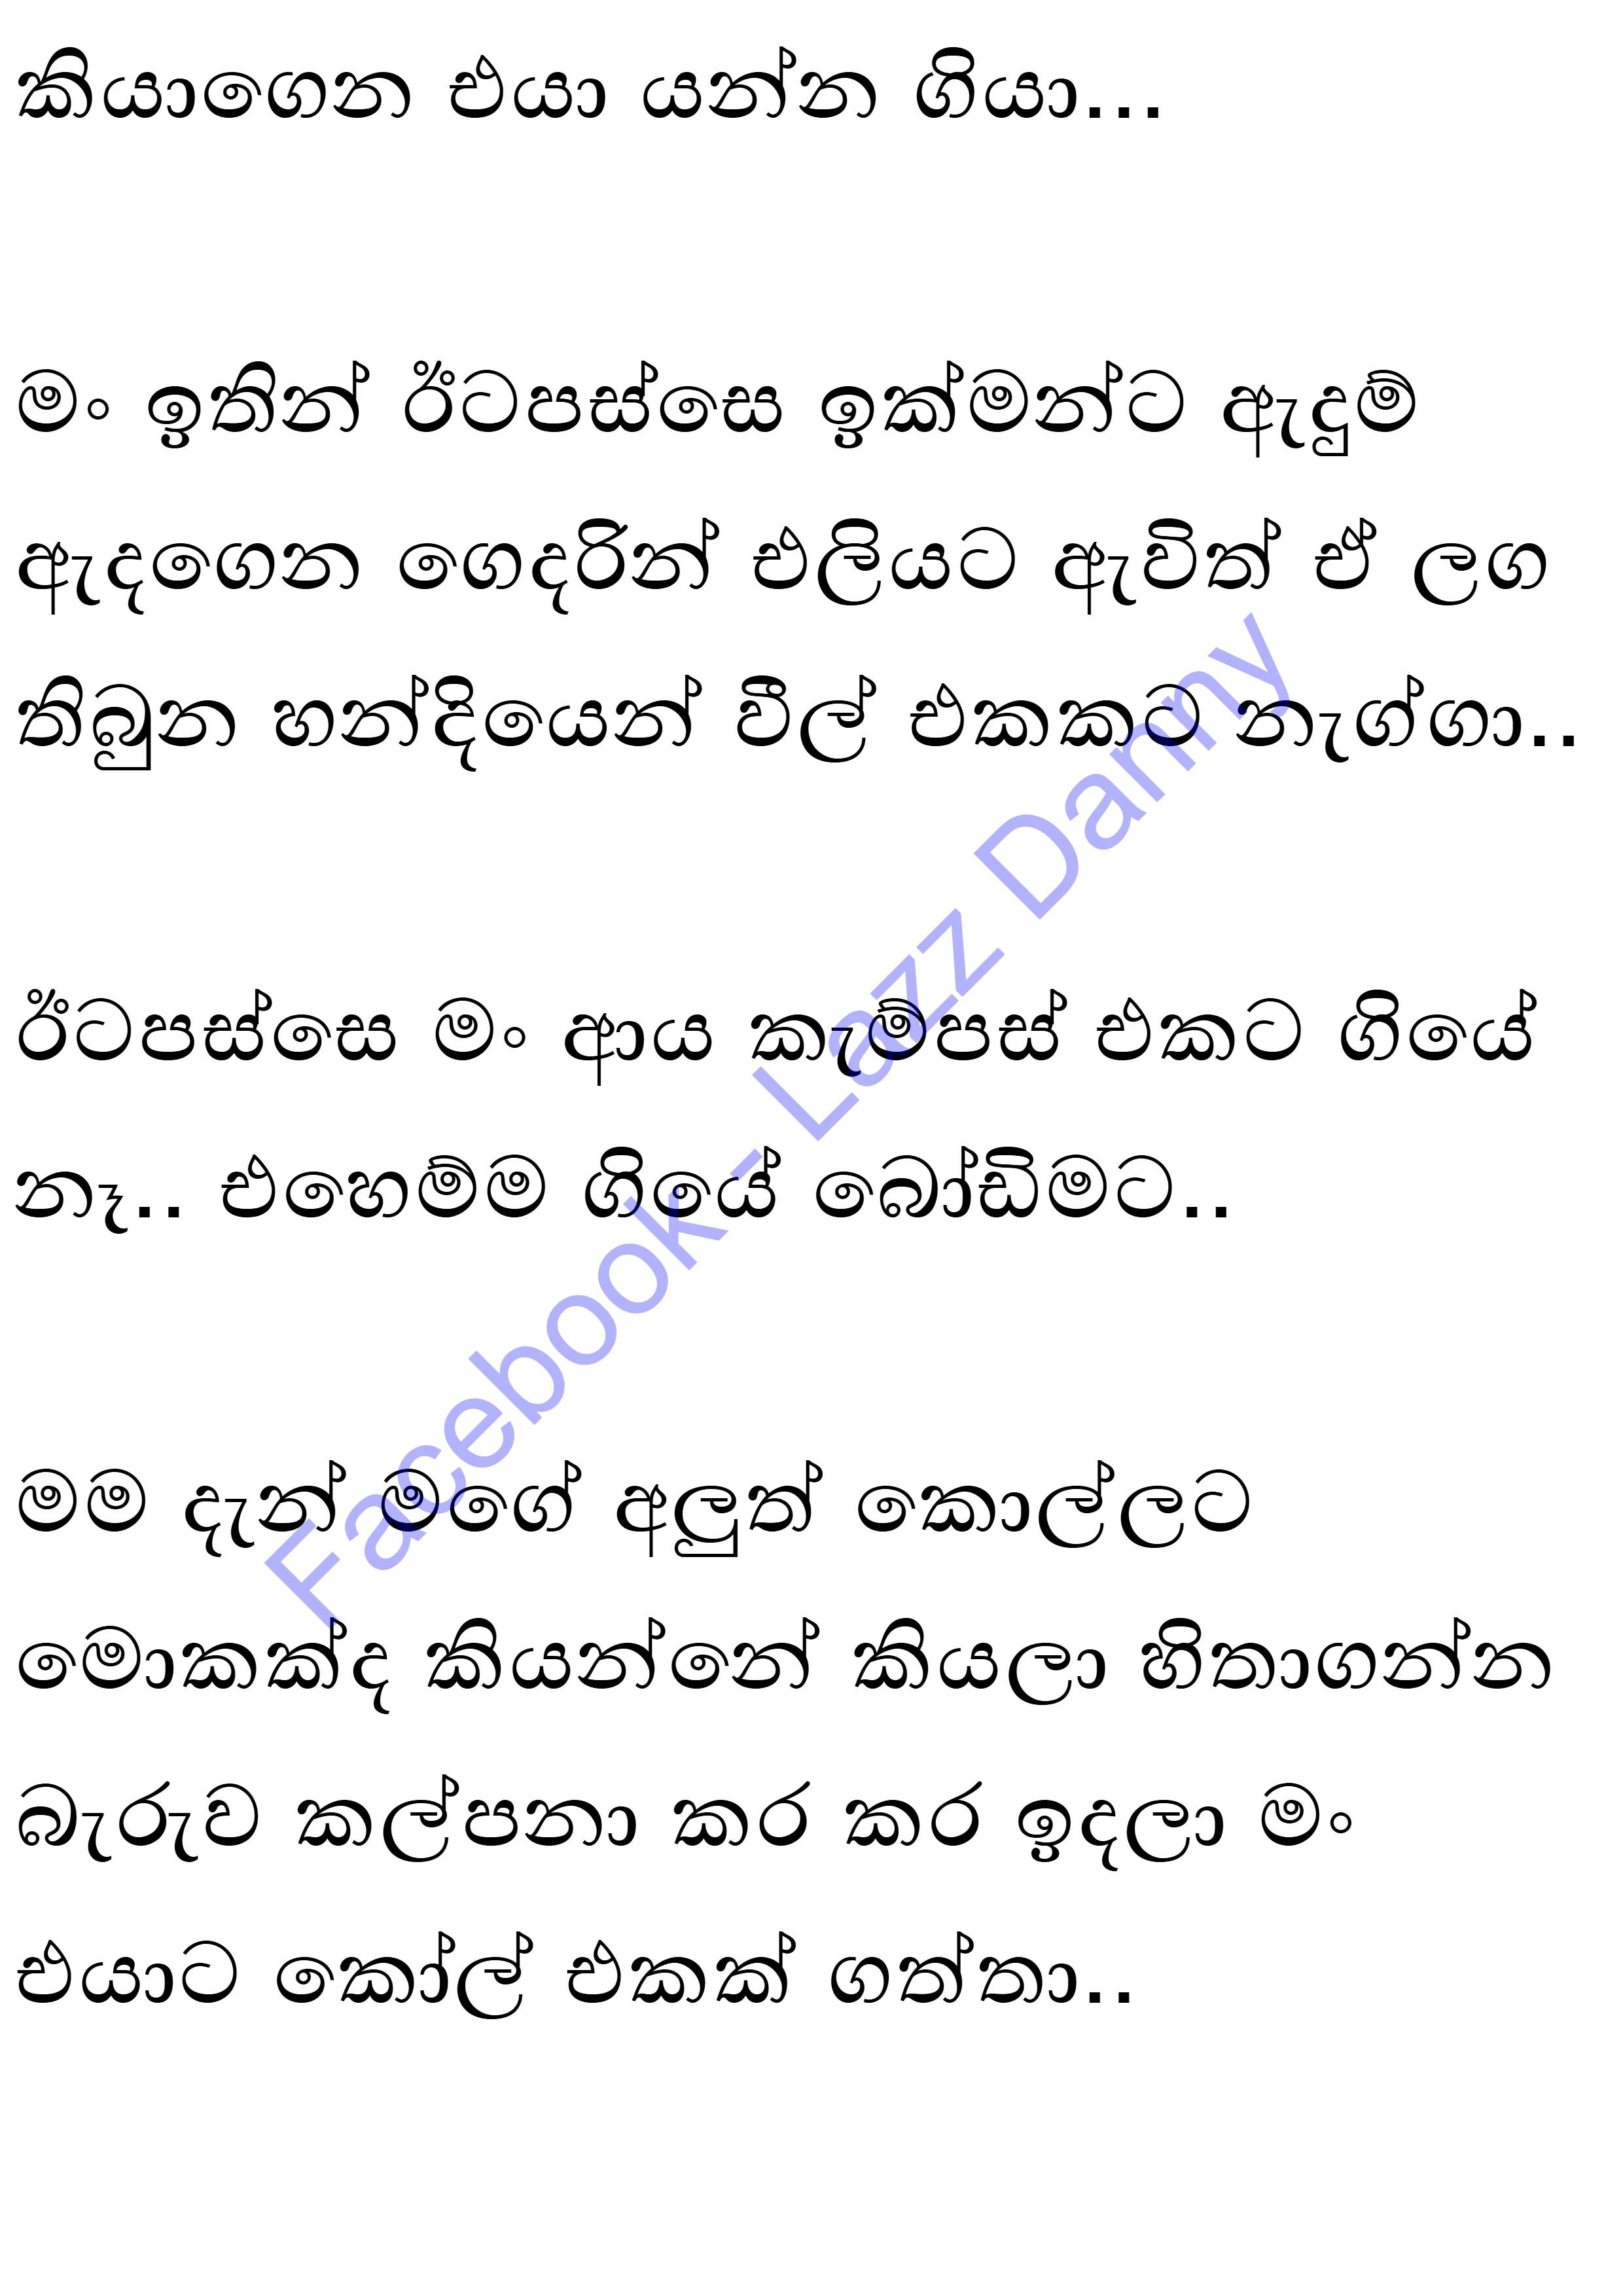 කියාගෙන එයා යන්න ගියා...
මං ඉතින් ඊටපස්සෙ ඉක්මන්ට ඇදුම්
ඇදගෙන ගෙදරින් එලියට ඇවිත් ඒ ලග
තිබුන හන්දියෙන් වීල් එකකට නැග්ගා..
ඊටපස්සෙ මං ආය කැම්පස් එකට ගියේ
නෑ.. එහෙම්ම ගියේ බෝඩිමට..
මම දැන් මගේ අලුත් කොල්ලට
මොකක්ද කියන්නේ කියලා හිතාගන්න
බැරුව කල්පනා කර කර ඉදලා මං
එයාට කෝල් එකක් ගත්තා..
Facebook- Lazz Danny